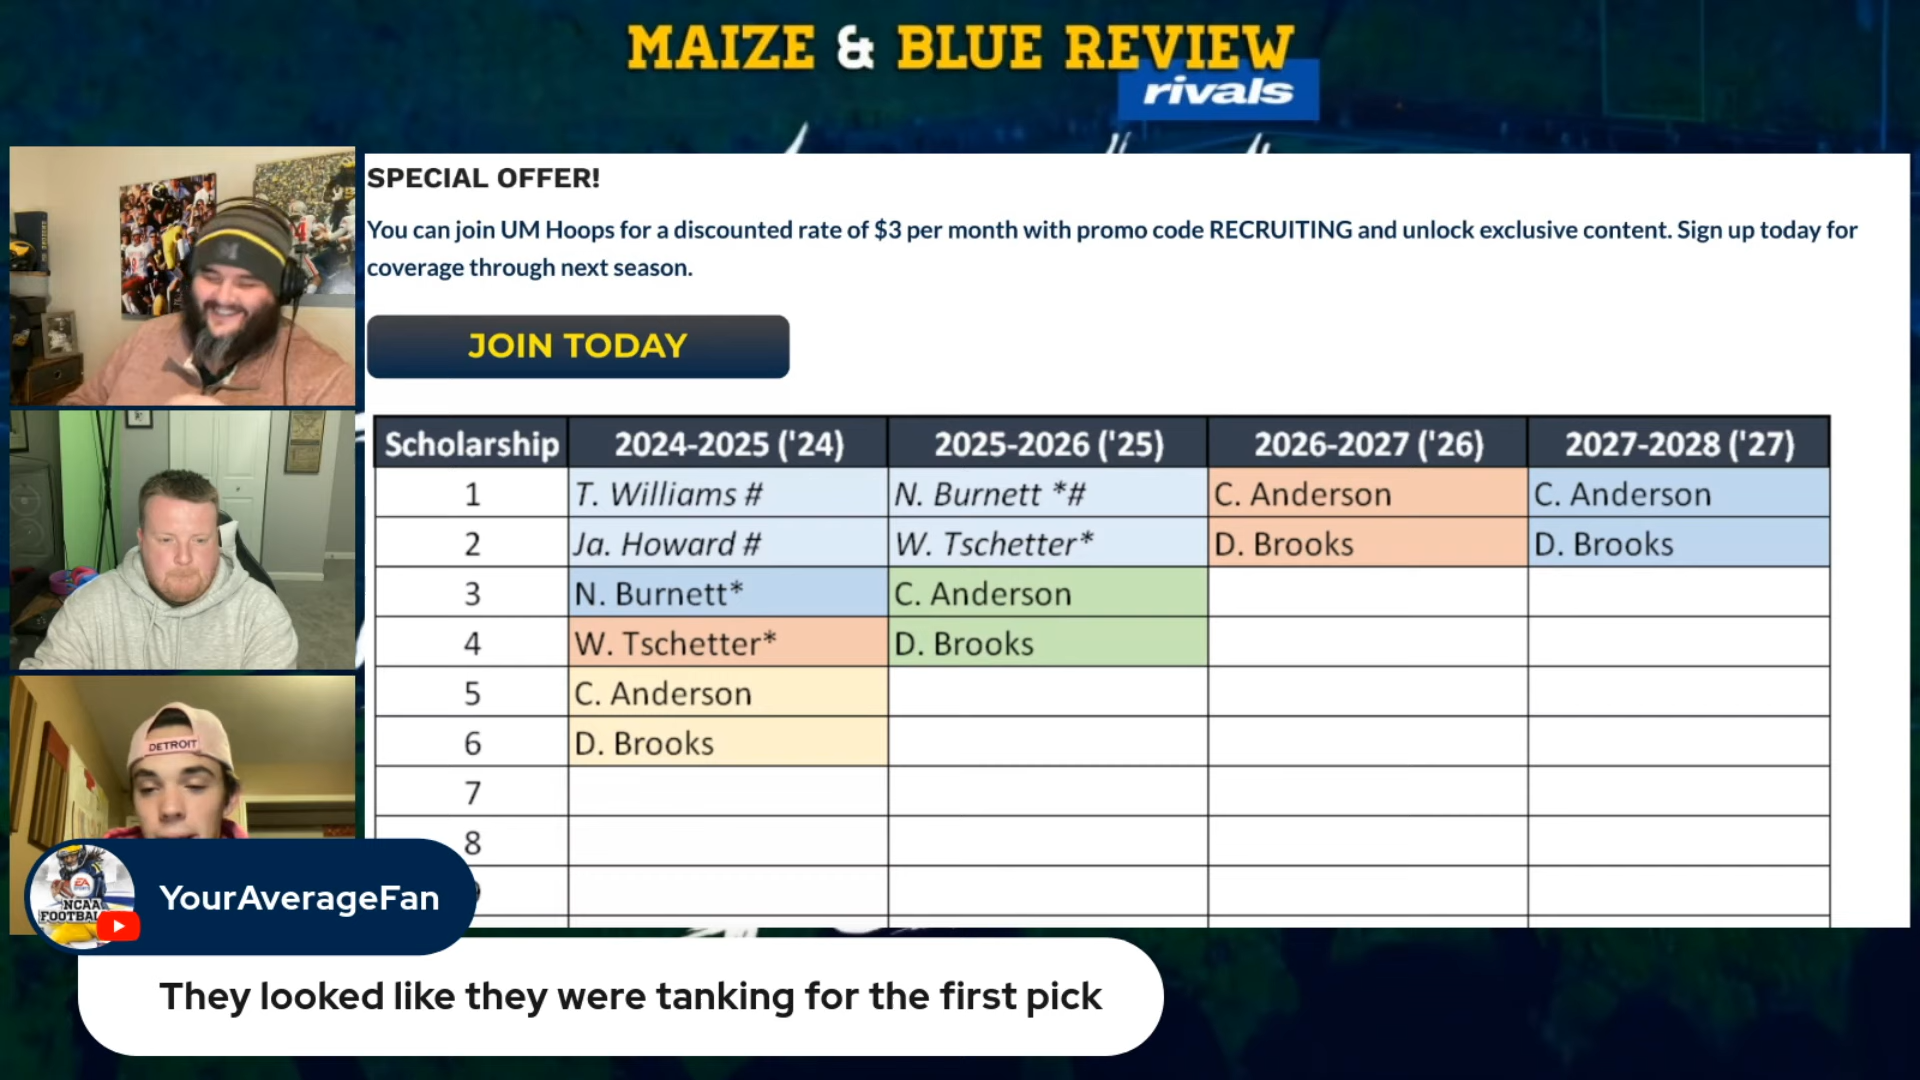 MAIZE & BLUE REVIEW
rivals
SPECIAL OFFER!
You can join UM Hoops for a discounted rate of $3 per month with promo code RECRUITING and unlock exclusive content. Sign up today for
coverage through next season.
JOIN TODAY
Scholarship 2024-2025 ('24) 2025-2026 ('25) 2026-2027 ('26) 2027-2028 ('27)
1 T. Williams # N. Burnett *# C. Anderson C. Anderson
2 Ja. Howard # W. Tschetter* D. Brooks D. Brooks
3 N. Burnett* C. Anderson
4 W. Tschetter* D. Brooks
5 C. Anderson
6 D. Brooks
7
8
DETROIT
EA
NCAA
FOOTBALL
YourAverageFan
They looked like they were tanking for the first pick